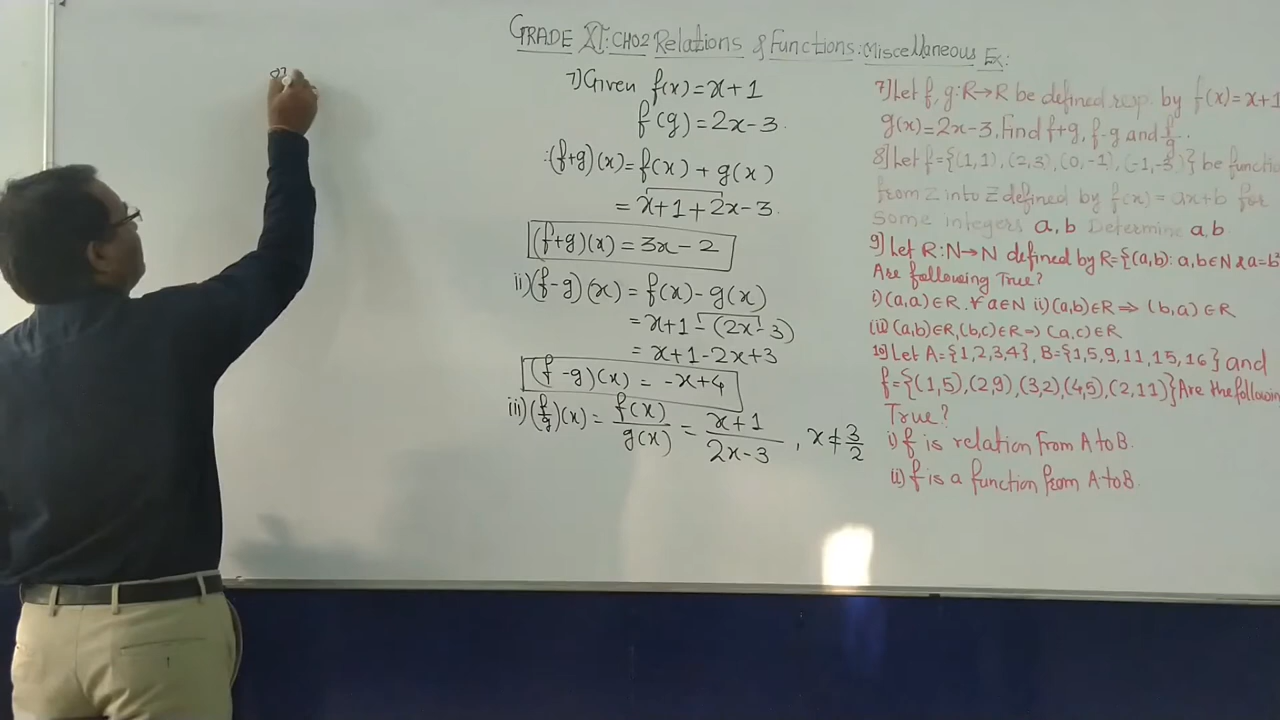 GRADE XI:CH02 Relations & Functions:Miscellaneous Ex:
7) Given f(x)=x+1
f(g)=2x-3.
:(f+g)(x)=f(x)+g(x)
=x+1+2x-3.
(f+g)(x)=3x-2
ii)(f-g)(x)=f(x)-g(x)
=x+1-(2x-3)
=x+1-2x+3
(f-g)(x)=-x+4
iii)(f/g)(x)=f(x)/g(x)=x+1/2x-3, x≠3/2
7) Let f, g:R→R be defined resp. by f(x)=x+1
g(x)=2x-3. Find f+g, f-g and f/g.
8) Let f={(1,1),(2,3),(0,-1),(-1,-3)} be functi
from Z into Z defined by f(x)=ax+b for
some integers a,b Determine a,b
9) Let R:N→N defined by R={(a,b): a,b∈N & a=b²
Are following True?
i)(a,a)∈R.∀ a∈N ii)(a,b)∈R⇒(b,a)∈R
(ii)(a,b)∈R,(b,c)∈R⇒(a,c)∈R
10) Let A={1,2,3,4}, B={1,5,9,11,15,16} and
f={(1,5),(2,9),(3,2)(4,5),(2,11)}Are the followin
True?
i) f is relation from A to B.
ii) f is a function from A to B.